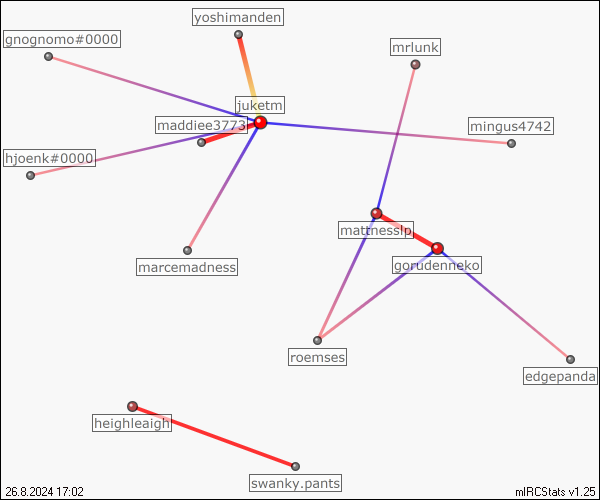 yoshimanden
gnognomo#0000
mrlunk
juketm
maddiee3773
mingus4742
hjoenk#0000
mattnesslp
marcemadness
gorudenneko
roemses
edgepanda
heighleaigh
swanky.pants
26.8.2024 17:02
mIRCStats v1.25